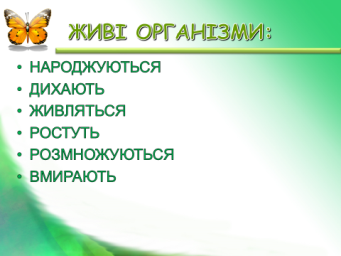 ЖИВІ ОРГАНІЗМИ:
• НАРОДЖУЮТЬСЯ
• ДИХАЮТЬ
• ЖИВЛЯТЬСЯ
• РОСТУТЬ
• РОЗМНОЖУЮТЬСЯ
• ВМИРАЮТЬ